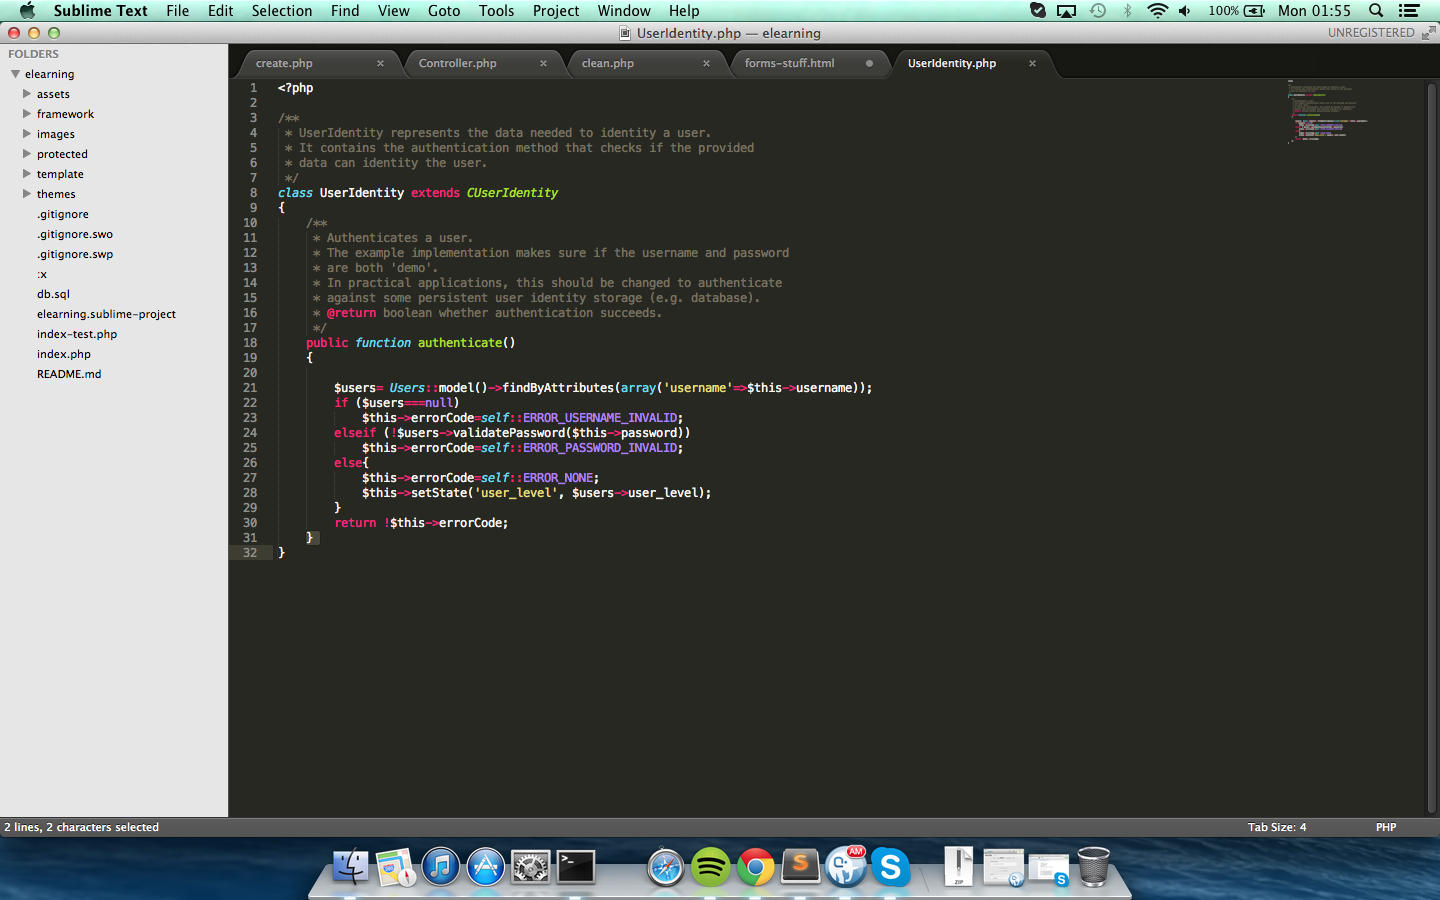 Sublime Text File Edit Selection Find View Goto Tools Project Window Help 100% Mon 01:55
UserIdentity.php — elearning UNREGISTERED
FOLDERS
elearning
assets
framework
images
protected
template
themes
.gitignore
.gitignore.swo
.gitignore.swp
:x
db.sql
elearning.sublime-project
index-test.php
index.php
README.md
create.php × Controller.php × clean.php × forms-stuff.html UserIdentity.php ×
1 <?php
2
3 /**
4 * UserIdentity represents the data needed to identity a user.
5 * It contains the authentication method that checks if the provided
6 * data can identity the user.
7 */
8 class UserIdentity extends CUserIdentity
9 {
10 /**
11 * Authenticates a user.
12 * The example implementation makes sure if the username and password
13 * are both 'demo'.
14 * In practical applications, this should be changed to authenticate
15 * against some persistent user identity storage (e.g. database).
16 * @return boolean whether authentication succeeds.
17 */
18 public function authenticate()
19 {
20
21 $users= Users::model()->findByAttributes(array('username'=>$this->username));
22 if ($users===null)
23 $this->errorCode=self::ERROR_USERNAME_INVALID;
24 elseif (!$users->validatePassword($this->password))
25 $this->errorCode=self::ERROR_PASSWORD_INVALID;
26 else{
27 $this->errorCode=self::ERROR_NONE;
28 $this->setState('user_level', $users->user_level);
29 }
30 return !$this->errorCode;
31 }
32 }
2 lines, 2 characters selected Tab Size: 4 PHP
AM
ZIP